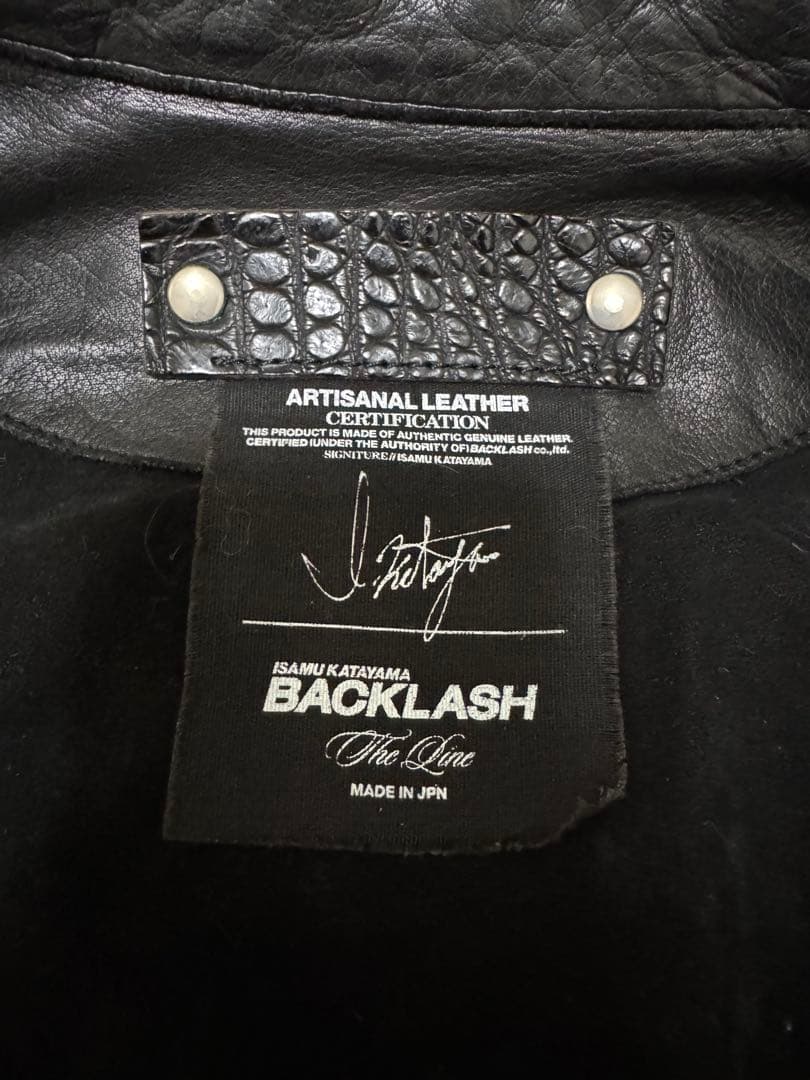 ARTISANAL LEATHER
CERTIFICATION
THIS PRODUCT IS MADE OF AUTHENTIC GENUINE LEATHER.
CERTIFIED (UNDER THE AUTHORITY OF) BACKLASH co.,ltd.
SIGNITURE//ISAMU KATAYAMA
I. Katayama
ISAMU KATAYAMA
BACKLASH
The Line
MADE IN JPN